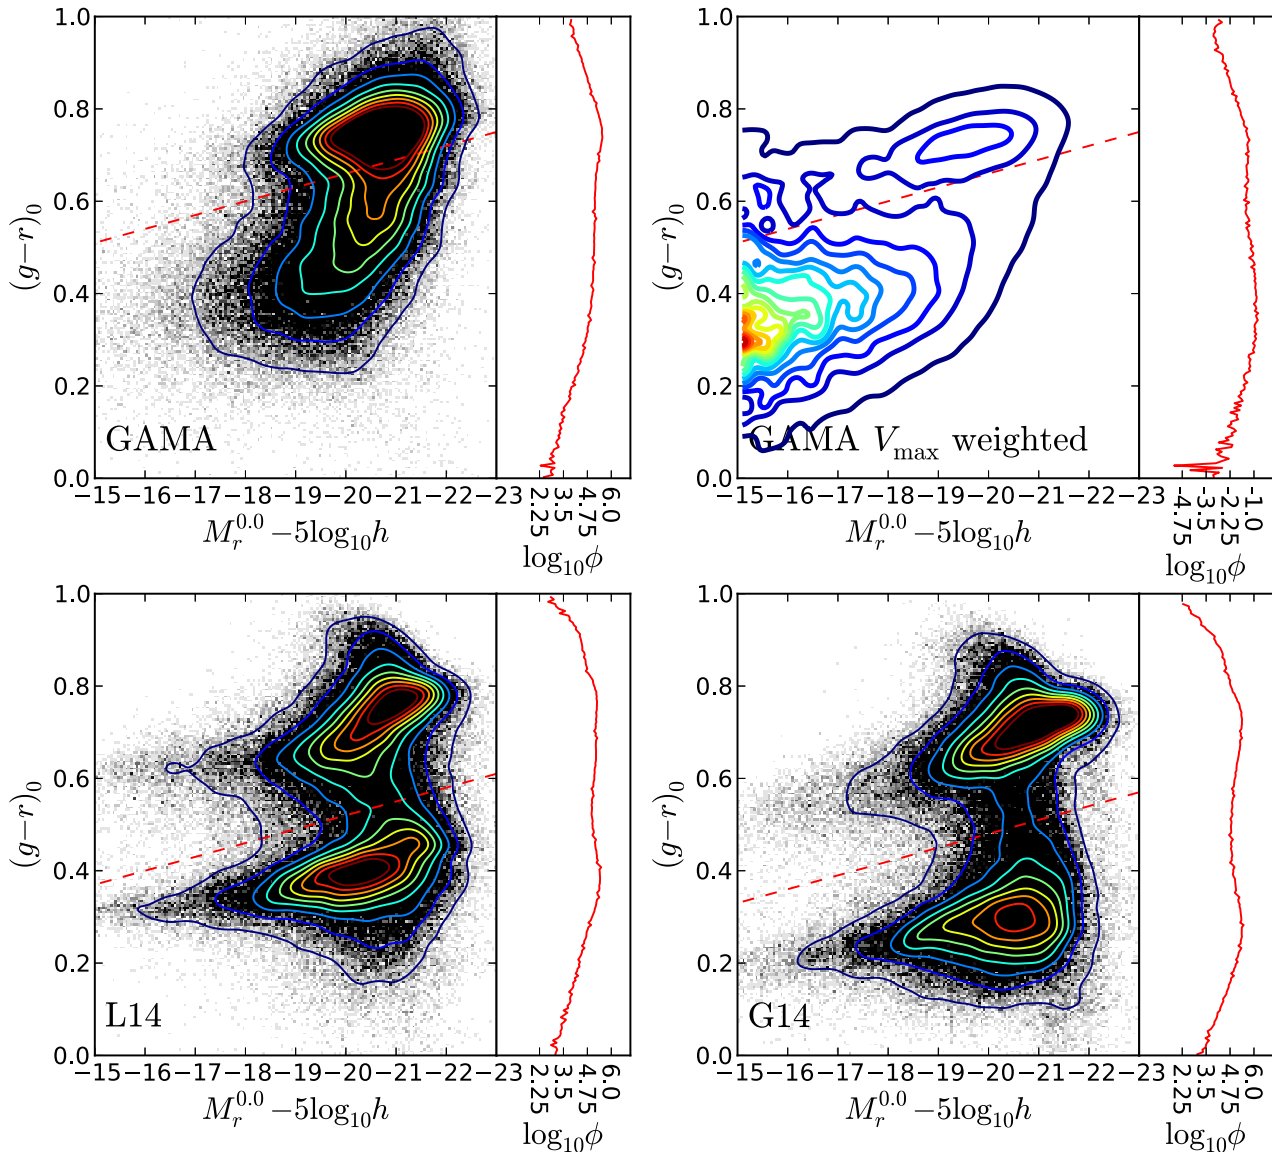 1.0
0.8
0.6
0.4
0.2
0.0
(g−r)₀
GAMA
−15 −16 −17 −18 −19 −20 −21 −22 −23
M_r^{0.0} −5log₁₀h
2.25 3.5 4.75 6.0
log₁₀ϕ
1.0
0.8
0.6
0.4
0.2
0.0
(g−r)₀
GAMA V_max weighted
−15 −16 −17 −18 −19 −20 −21 −22 −23
M_r^{0.0} −5log₁₀h
−4.75 −3.5 −2.25 −1.0
log₁₀ϕ
1.0
0.8
0.6
0.4
0.2
0.0
(g−r)₀
L14
−15 −16 −17 −18 −19 −20 −21 −22 −23
M_r^{0.0} −5log₁₀h
2.25 3.5 4.75 6.0
log₁₀ϕ
1.0
0.8
0.6
0.4
0.2
0.0
(g−r)₀
G14
−15 −16 −17 −18 −19 −20 −21 −22 −23
M_r^{0.0} −5log₁₀h
2.25 3.5 4.75 6.0
log₁₀ϕ